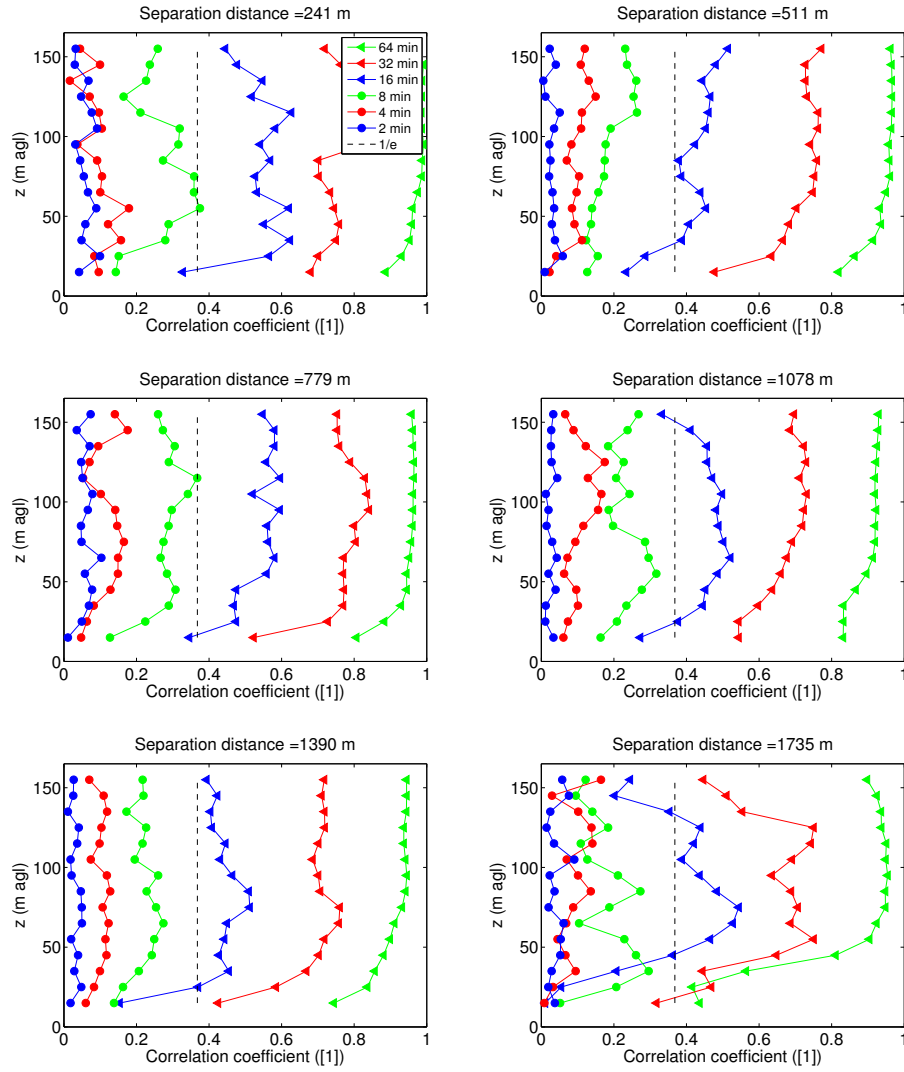 Separation distance =241 m
150
100
50
0
z (m agl)
0 0.2 0.4 0.6 0.8 1
Correlation coefficient ([1])
64 min
32 min
16 min
8 min
4 min
2 min
1/e
Separation distance =511 m
150
100
50
0
z (m agl)
0 0.2 0.4 0.6 0.8 1
Correlation coefficient ([1])
Separation distance =779 m
150
100
50
0
z (m agl)
0 0.2 0.4 0.6 0.8 1
Correlation coefficient ([1])
Separation distance =1078 m
150
100
50
0
z (m agl)
0 0.2 0.4 0.6 0.8 1
Correlation coefficient ([1])
Separation distance =1390 m
150
100
50
0
z (m agl)
0 0.2 0.4 0.6 0.8 1
Correlation coefficient ([1])
Separation distance =1735 m
150
100
50
0
z (m agl)
0 0.2 0.4 0.6 0.8 1
Correlation coefficient ([1])